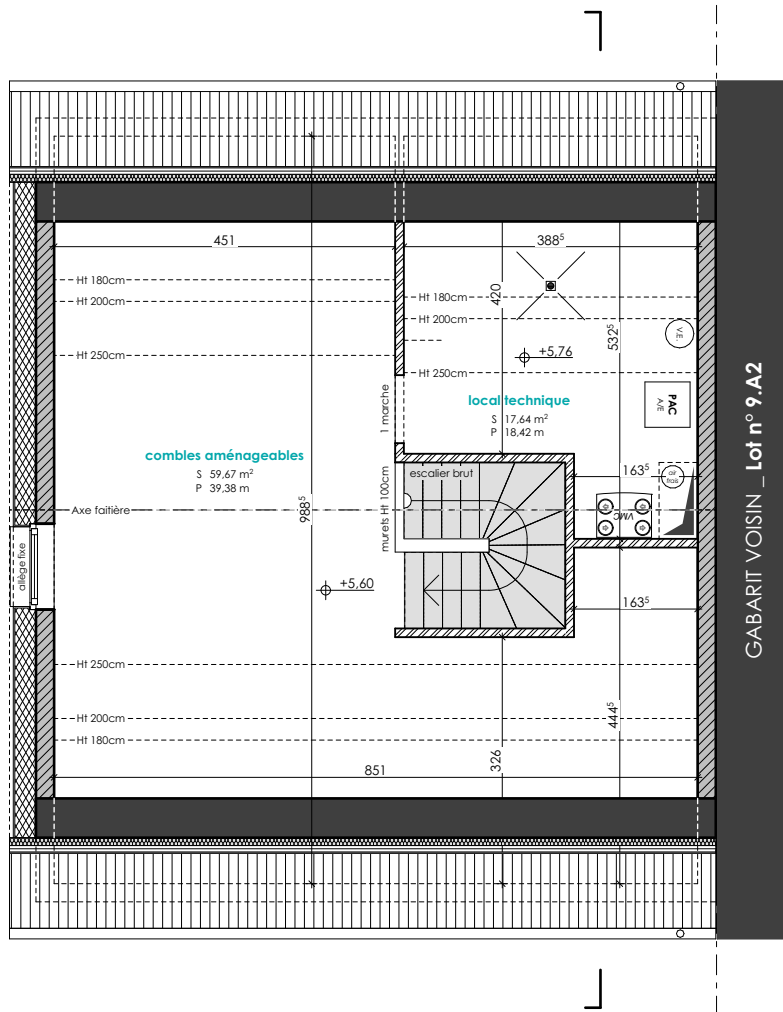 451
388⁵
Ht 180cm
Ht 200cm
Ht 250cm
420
Ht 180cm
Ht 200cm
Ht 250cm
532⁵
+5,76
V.E.
PAC
A/E
local technique
S 17,64 m²
P 18,42 m
1 marche
combles aménageables
S 59,67 m²
P 39,38 m
escalier brut
163⁵
air
frais
VMC
murets Ht 100cm
988⁵
Axe faîtière
allège fixe
+5,60
163⁵
Ht 250cm
Ht 200cm
Ht 180cm
444⁵
326
851
GABARIT VOISIN _ Lot n° 9.A2